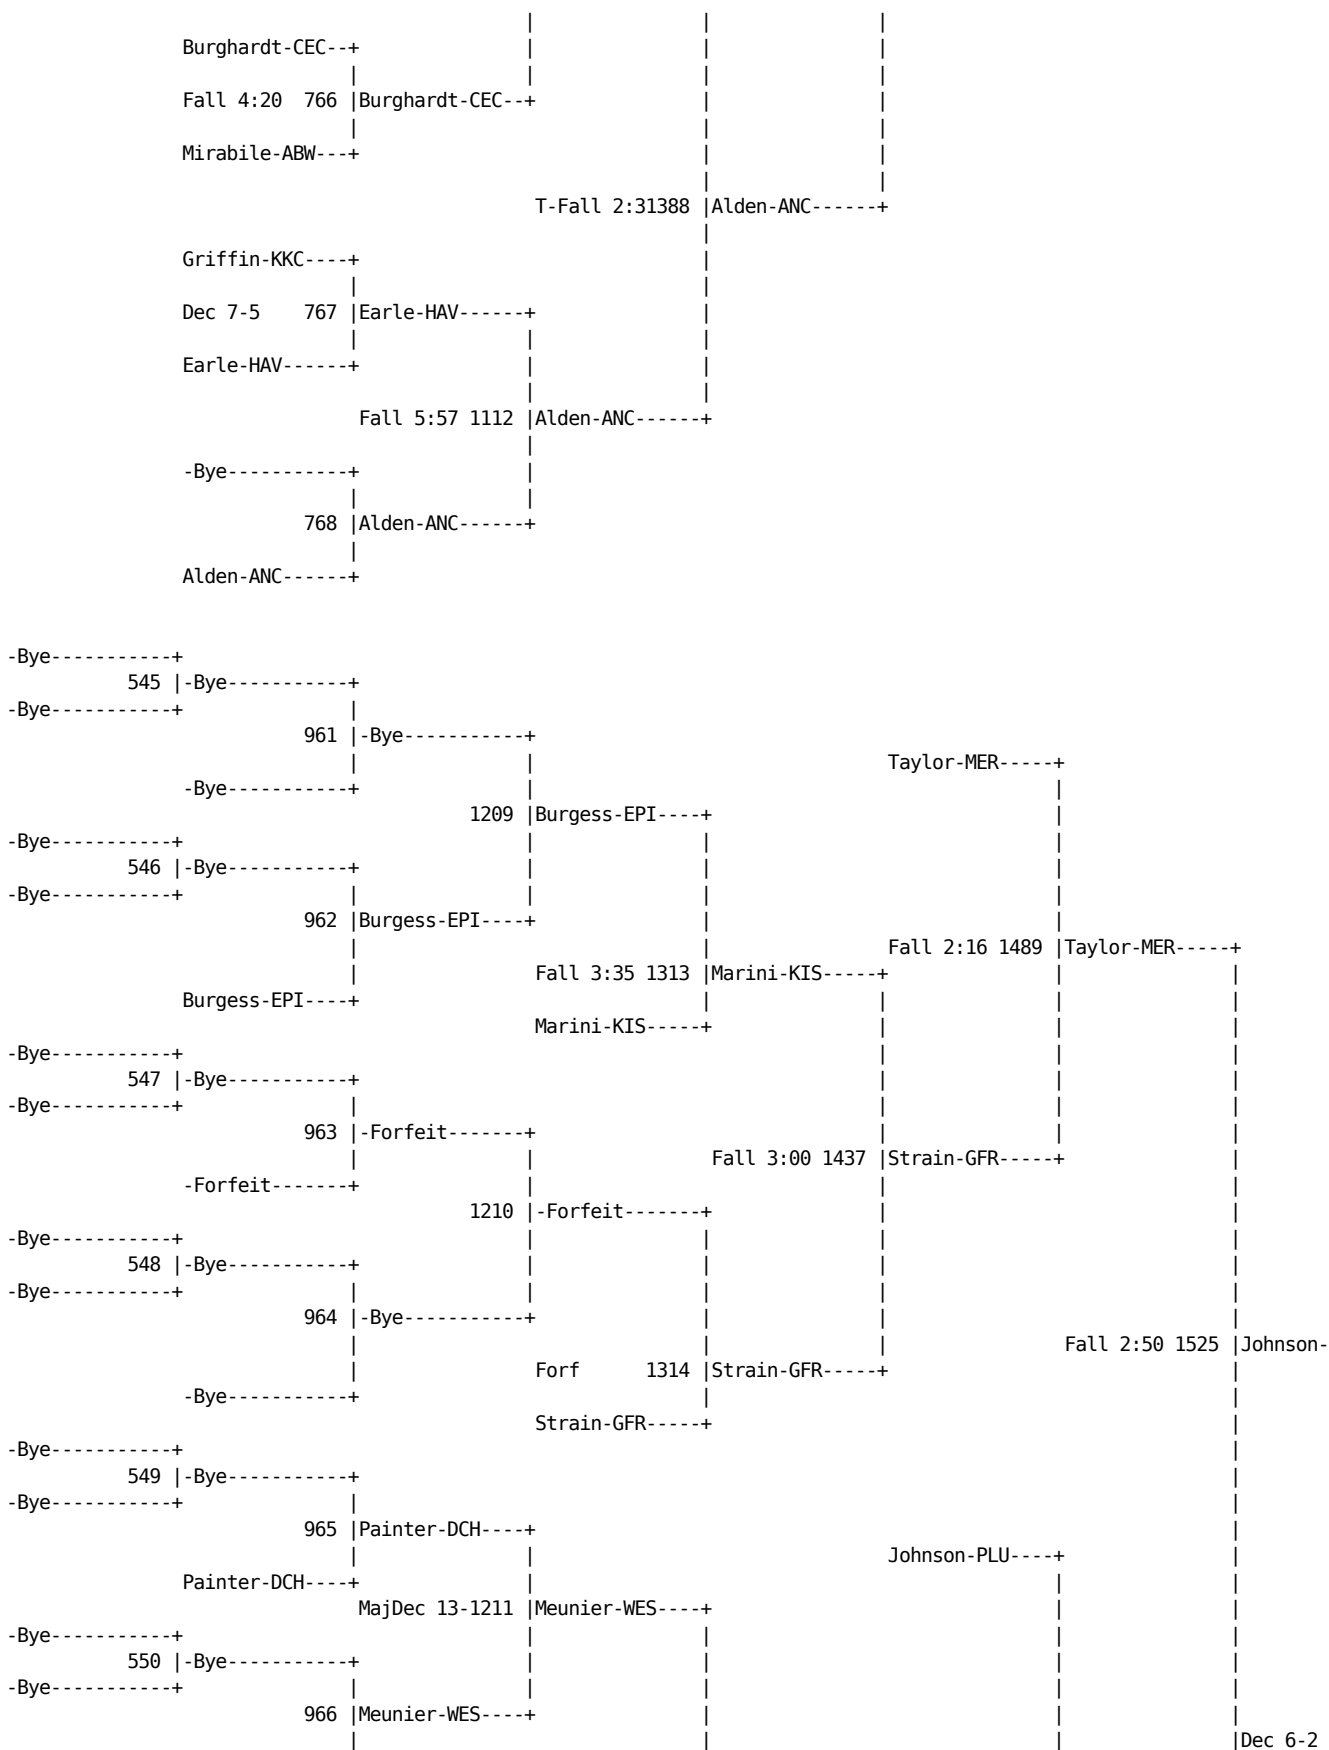 Burghardt-CEC--+
Fall 4:20 766 |Burghardt-CEC--+
Mirabile-ABW---+
T-Fall 2:31388 |Alden-ANC------+
Griffin-KKC----+
Dec 7-5 767 |Earle-HAV------+
Earle-HAV------+
Fall 5:57 1112 |Alden-ANC------+
-Bye-----------+
768 |Alden-ANC------+
Alden-ANC------+
-Bye-----------+
545 |-Bye-----------+
-Bye-----------+
961 |-Bye-----------+
Taylor-MER-----+
-Bye-----------+
1209 |Burgess-EPI----+
-Bye-----------+
546 |-Bye-----------+
-Bye-----------+
962 |Burgess-EPI----+
Fall 2:16 1489 |Taylor-MER-----+
Fall 3:35 1313 |Marini-KIS-----+
Burgess-EPI----+
Marini-KIS-----+
-Bye-----------+
547 |-Bye-----------+
-Bye-----------+
963 |-Forfeit-------+
Fall 3:00 1437 |Strain-GFR-----+
-Forfeit-------+
1210 |-Forfeit-------+
-Bye-----------+
548 |-Bye-----------+
-Bye-----------+
964 |-Bye-----------+
Fall 2:50 1525 |Johnson-
Forf 1314 |Strain-GFR-----+
-Bye-----------+
Strain-GFR-----+
-Bye-----------+
549 |-Bye-----------+
-Bye-----------+
965 |Painter-DCH----+
Johnson-PLU----+
Painter-DCH----+
MajDec 13-1211 |Meunier-WES----+
-Bye-----------+
550 |-Bye-----------+
-Bye-----------+
966 |Meunier-WES----+
|Dec 6-2